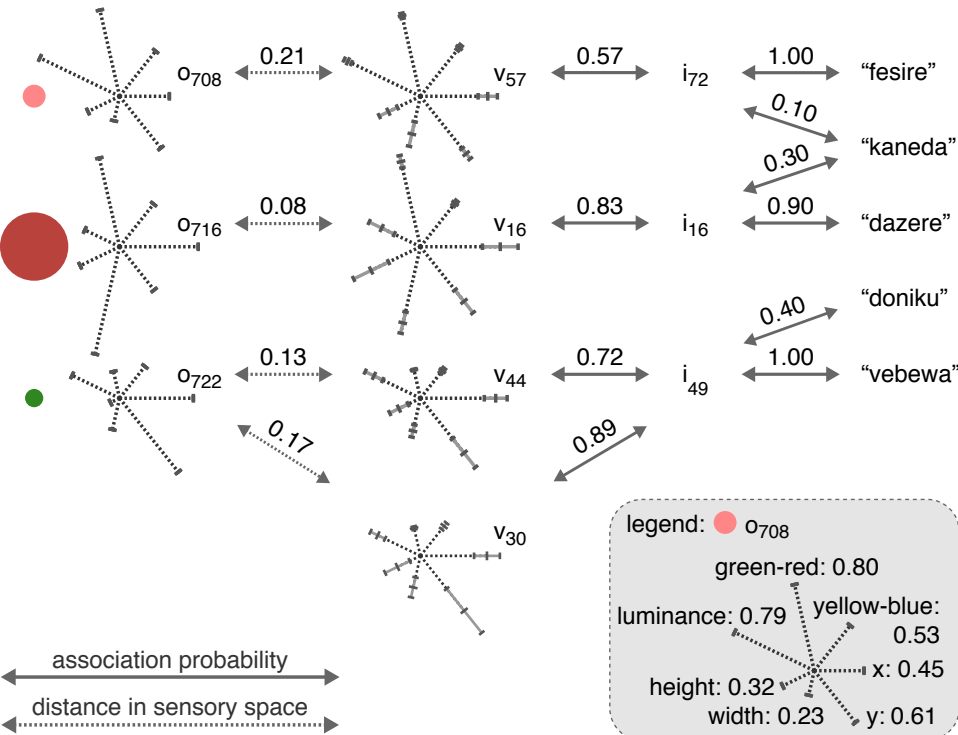 o708 0.21 v57 0.57 i72 1.00 “fesire”
0.10
“kaneda”
0.30
o716 0.08 v16 0.83 i16 0.90 “dazere”
“doniku”
0.40
o722 0.13 v44 0.72 i49 1.00 “vebewa”
0.17 0.89
v30
legend: o708
green-red: 0.80
luminance: 0.79 yellow-blue:
0.53
x: 0.45
height: 0.32
width: 0.23 y: 0.61
association probability
distance in sensory space